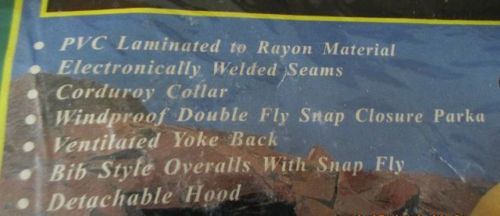 • PVC Laminated to Rayon Material
• Electronically Welded Seams
• Corduroy Collar
• Windproof Double Fly Snap Closure Parka
• Ventilated Yoke Back
• Bib Style Overalls With Snap Fly
• Detachable Hood